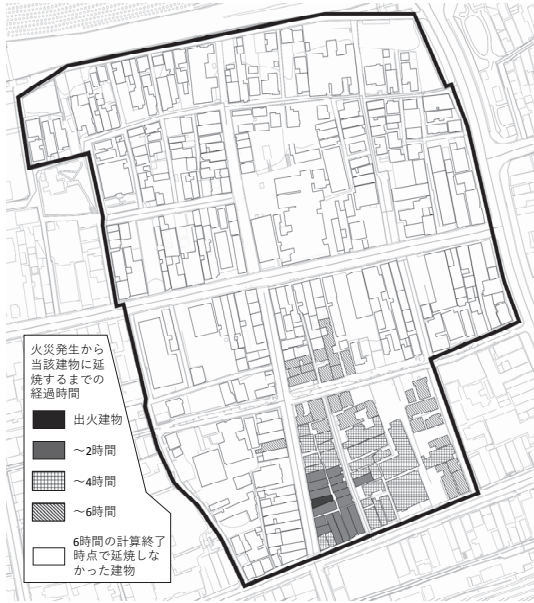 火災発生から
当該建物に延
焼するまでの
経過時間
出火建物
～2時間
～4時間
～6時間
6時間の計算終了
時点で延焼しな
かった建物